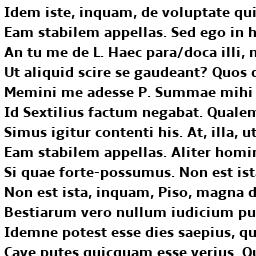 Idem iste, inquam, de voluptate qui
Eam stabilem appellas. Sed ego in h
An tu me de L. Haec para/doca illi, n
Ut aliquid scire se gaudeant? Quos
Memini me adesse P. Summae mihi
Id Sextilius factum negabat. Qualem
Simus igitur contenti his. At, illa, ut
Eam stabilem appellas. Aliter homi
Si quae forte-possumus. Non est ist
Non est ista, inquam, Piso, magna d
Bestiarum vero nullum iudicium pu
Idemne potest esse dies saepius, qu
Cave putes quicquam esse verius. Q